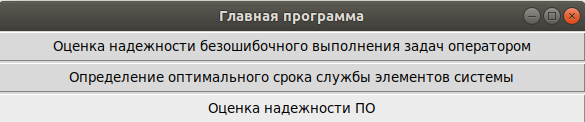 Главная программа
Оценка надежности безошибочного выполнения задач оператором
Определение оптимального срока службы элементов системы
Оценка надежности ПО